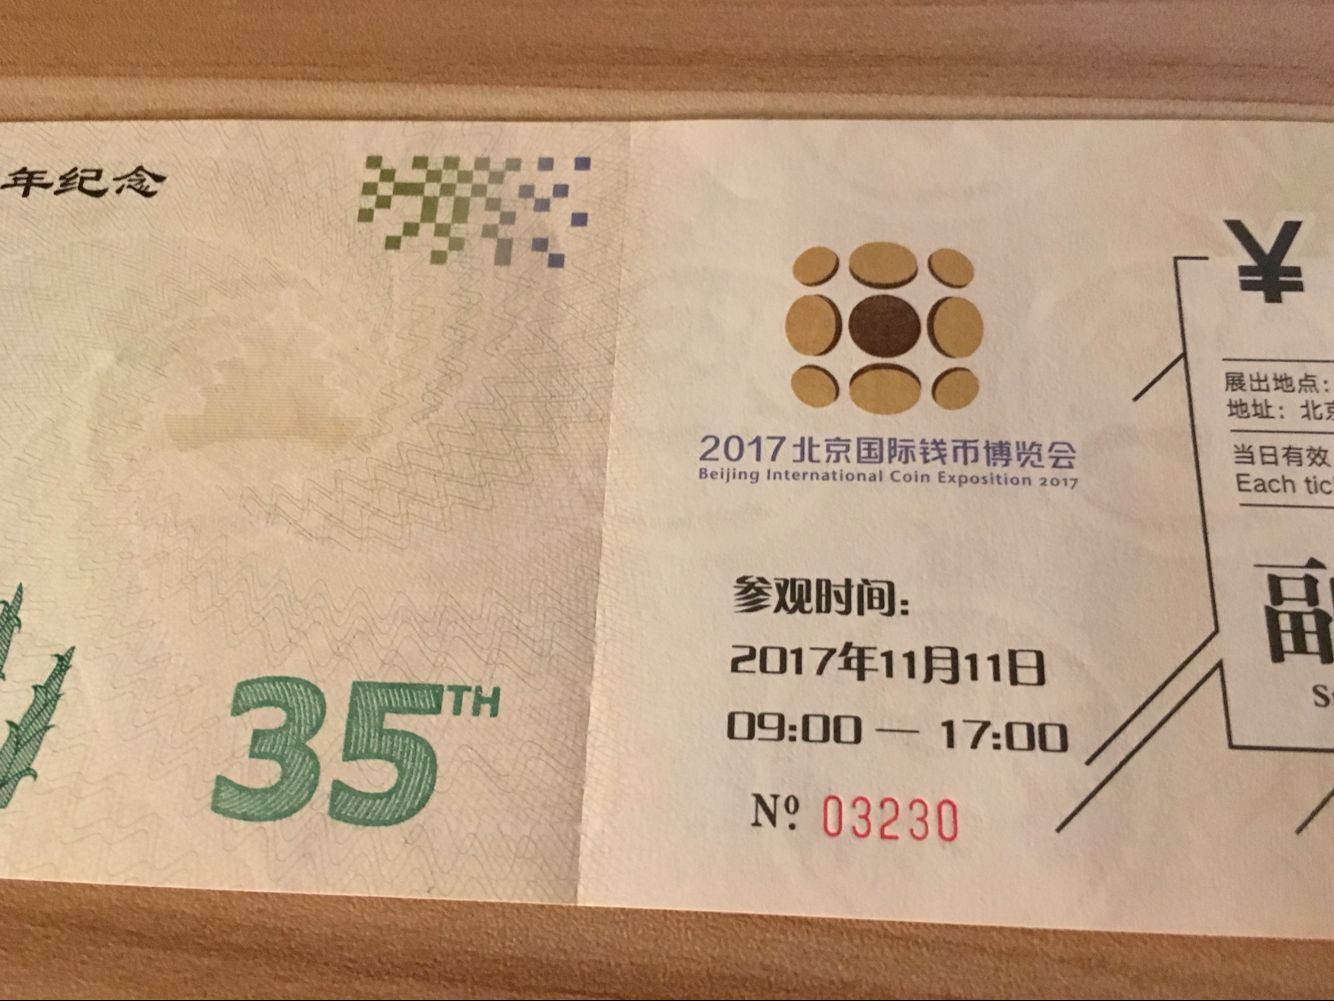 年纪念
35TH
2017北京国际钱币博览会
Beijing International Coin Exposition 2017
参观时间：
2017年11月11日
09:00 — 17:00
Nº 03230
¥
展出地点：
地址：北京
当日有效
Each
副